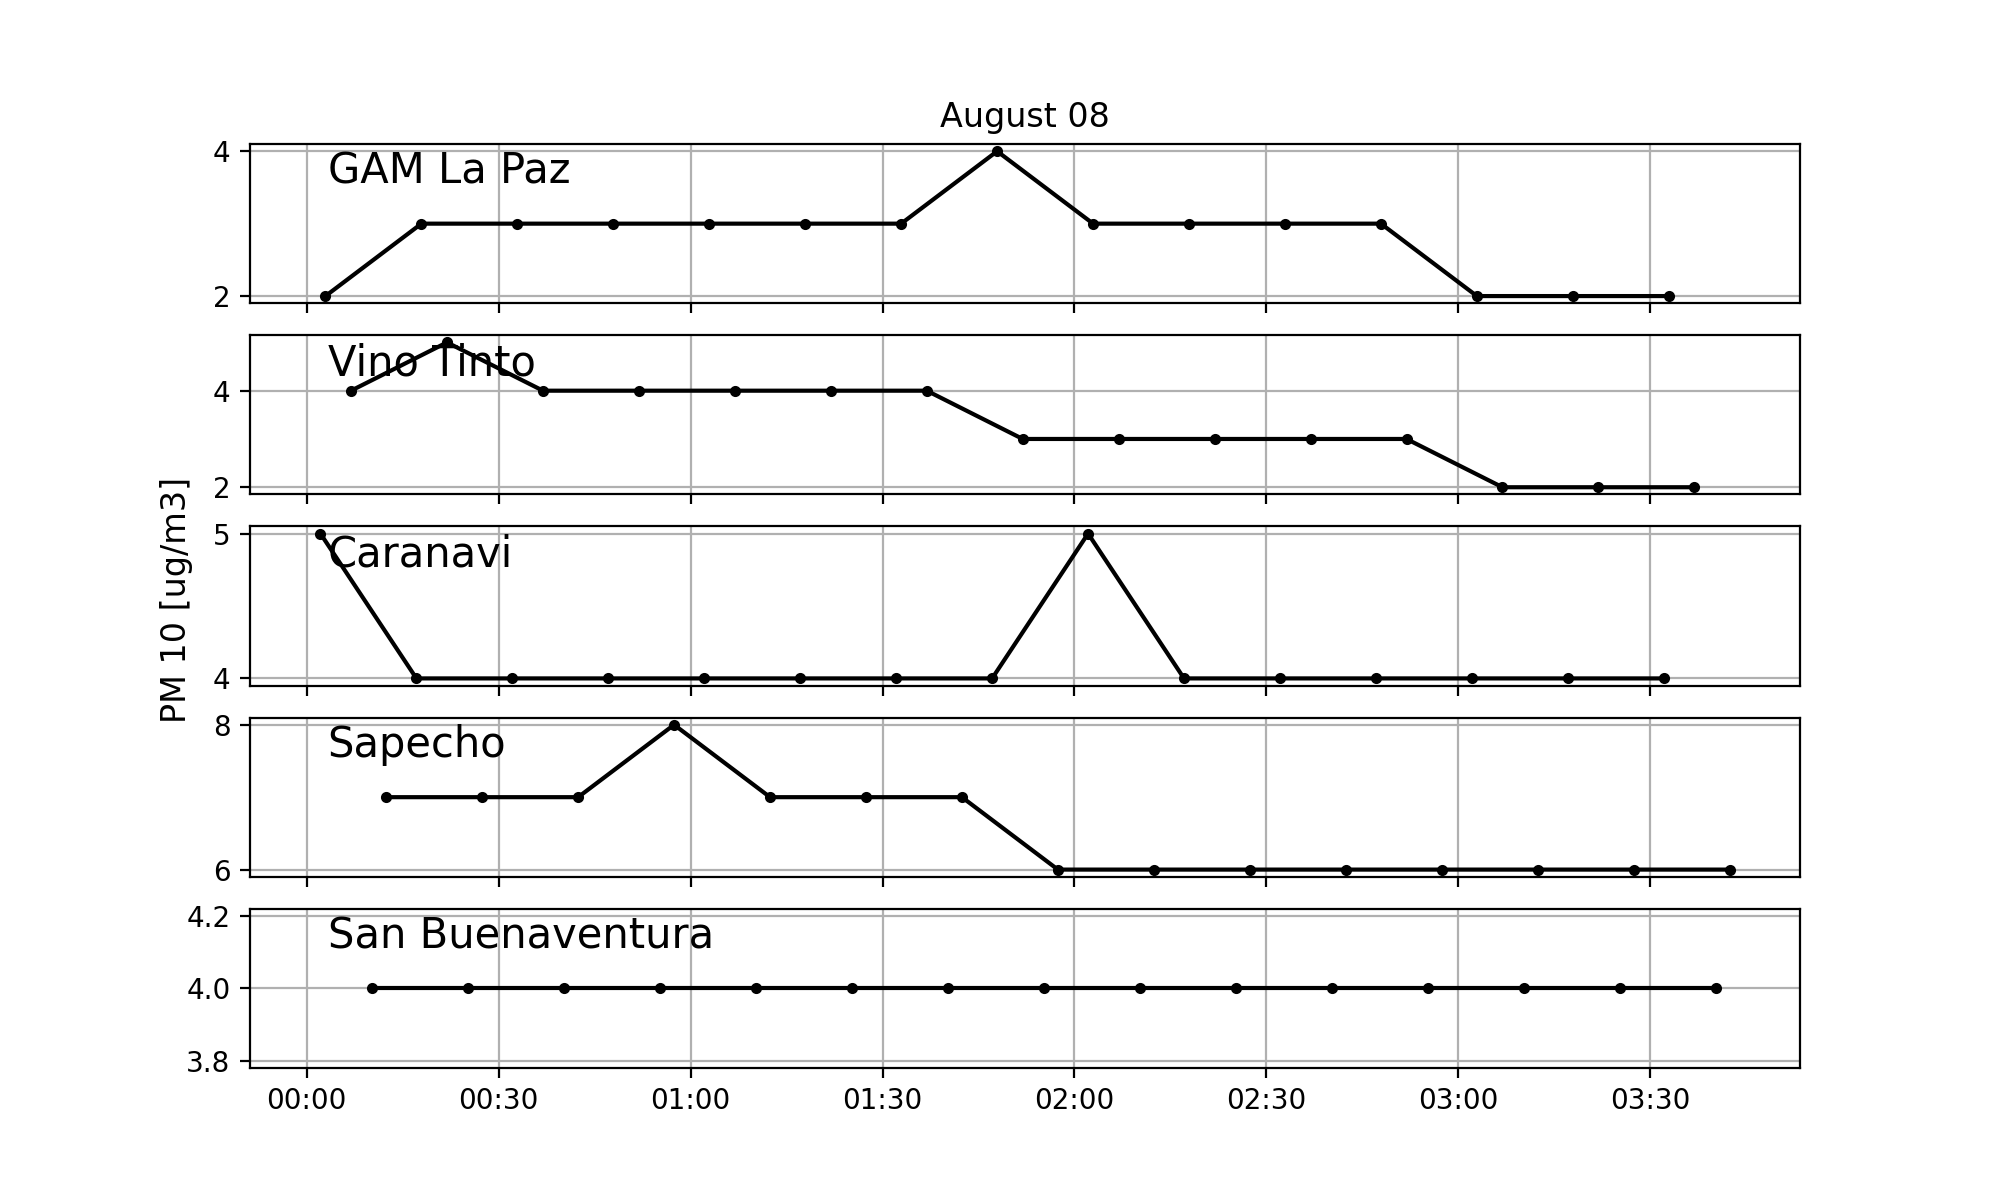 August 08
PM 10 [ug/m3]
GAM La Paz
4
2
Vino Tinto
4
2
Caranavi
5
4
Sapecho
8
6
San Buenaventura
4.2
4.0
3.8
00:00 00:30 01:00 01:30 02:00 02:30 03:00 03:30